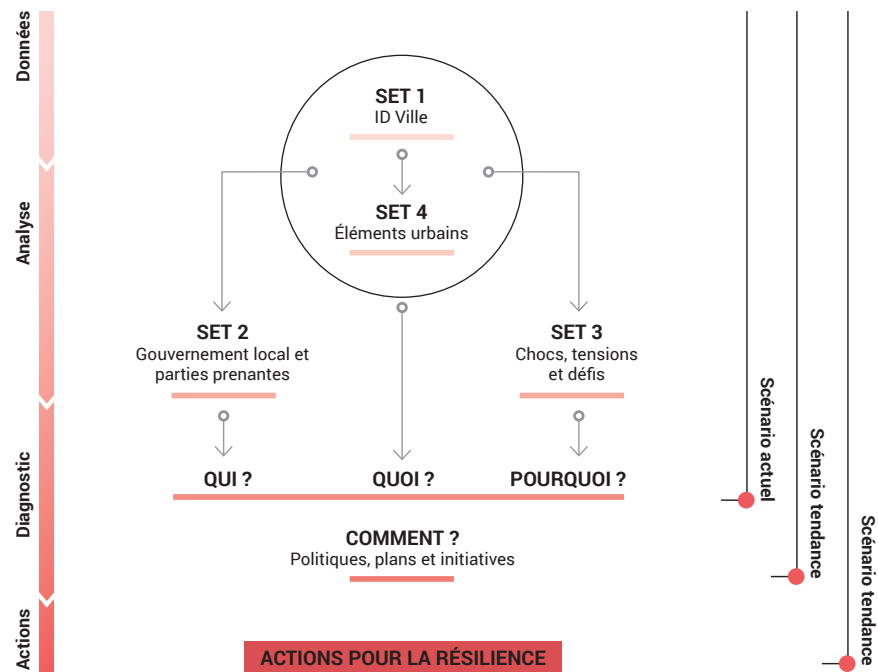 Données
Analyse
Diagnostic
Actions
SET 1
ID Ville
SET 4
Éléments urbains
SET 2
Gouvernement local et
parties prenantes
SET 3
Chocs, tensions
et défis
QUI ?
QUOI ?
POURQUOI ?
COMMENT ?
Politiques, plans et initiatives
ACTIONS POUR LA RÉSILIENCE
Scénario actuel
Scénario tendance
Scénario tendance